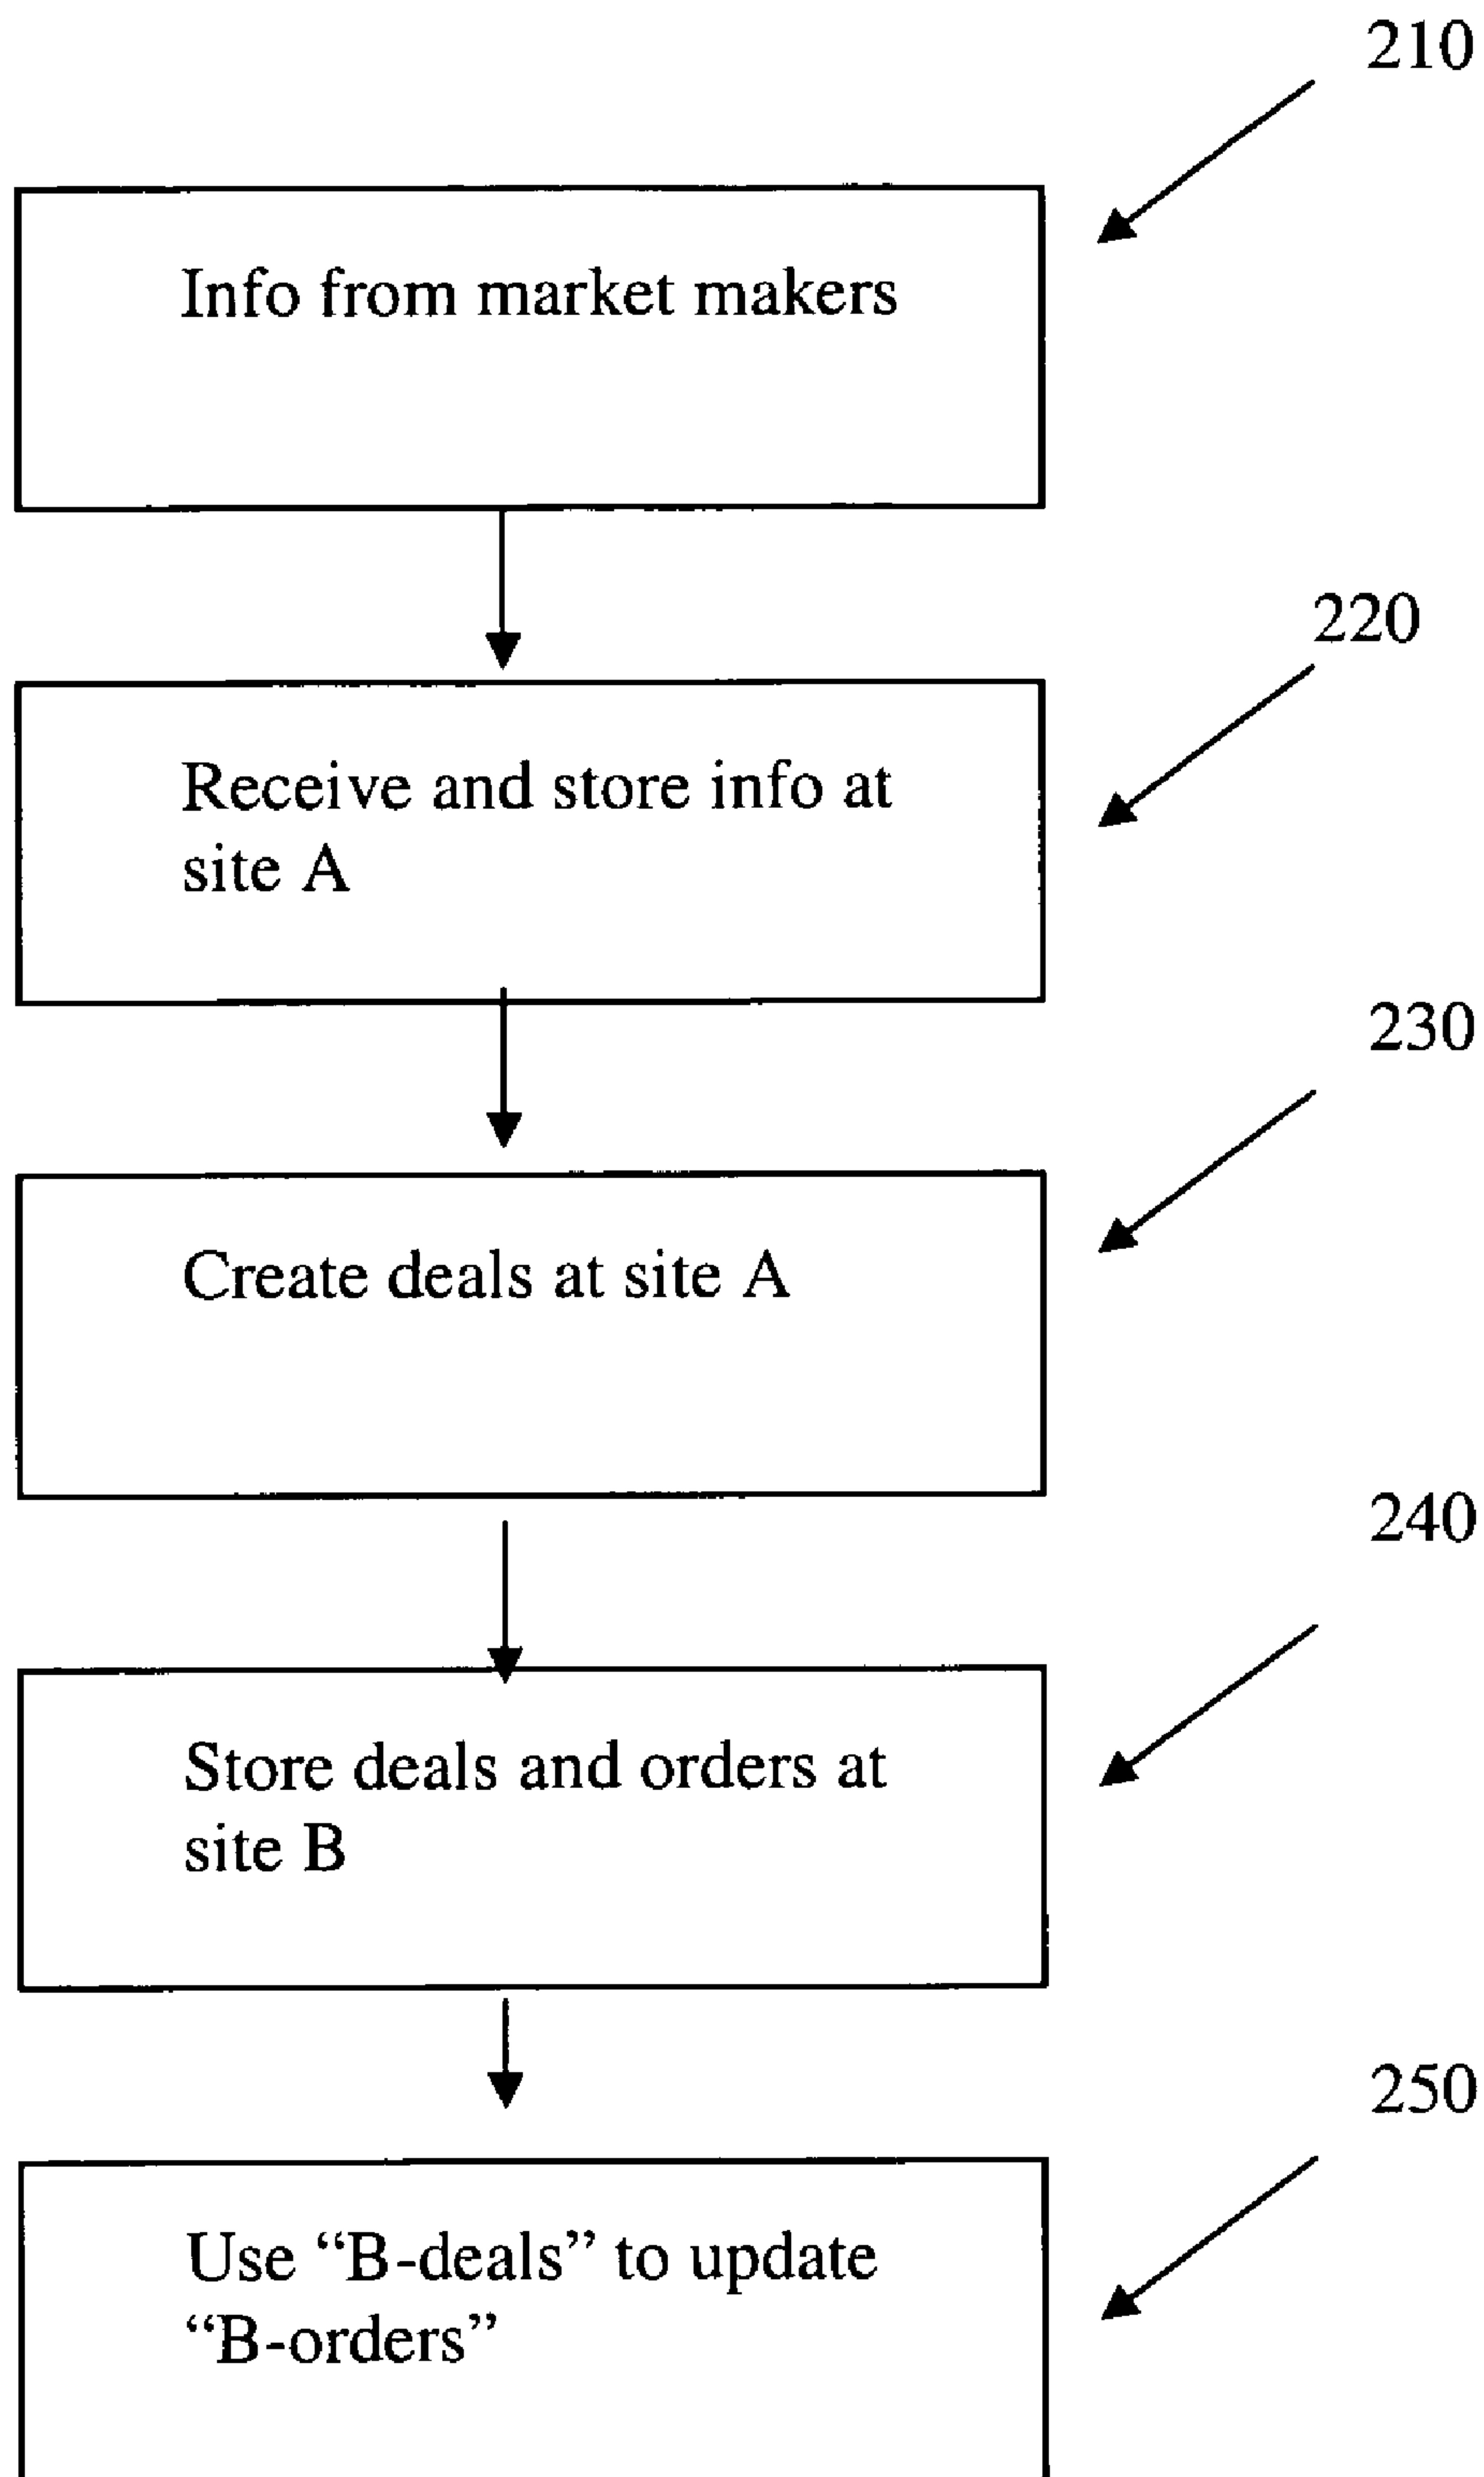 210
Info from market makers
220
Receive and store info at
site A
230
Create deals at site A
240
Store deals and orders at
site B
250
Use “B-deals” to update
“B-orders”